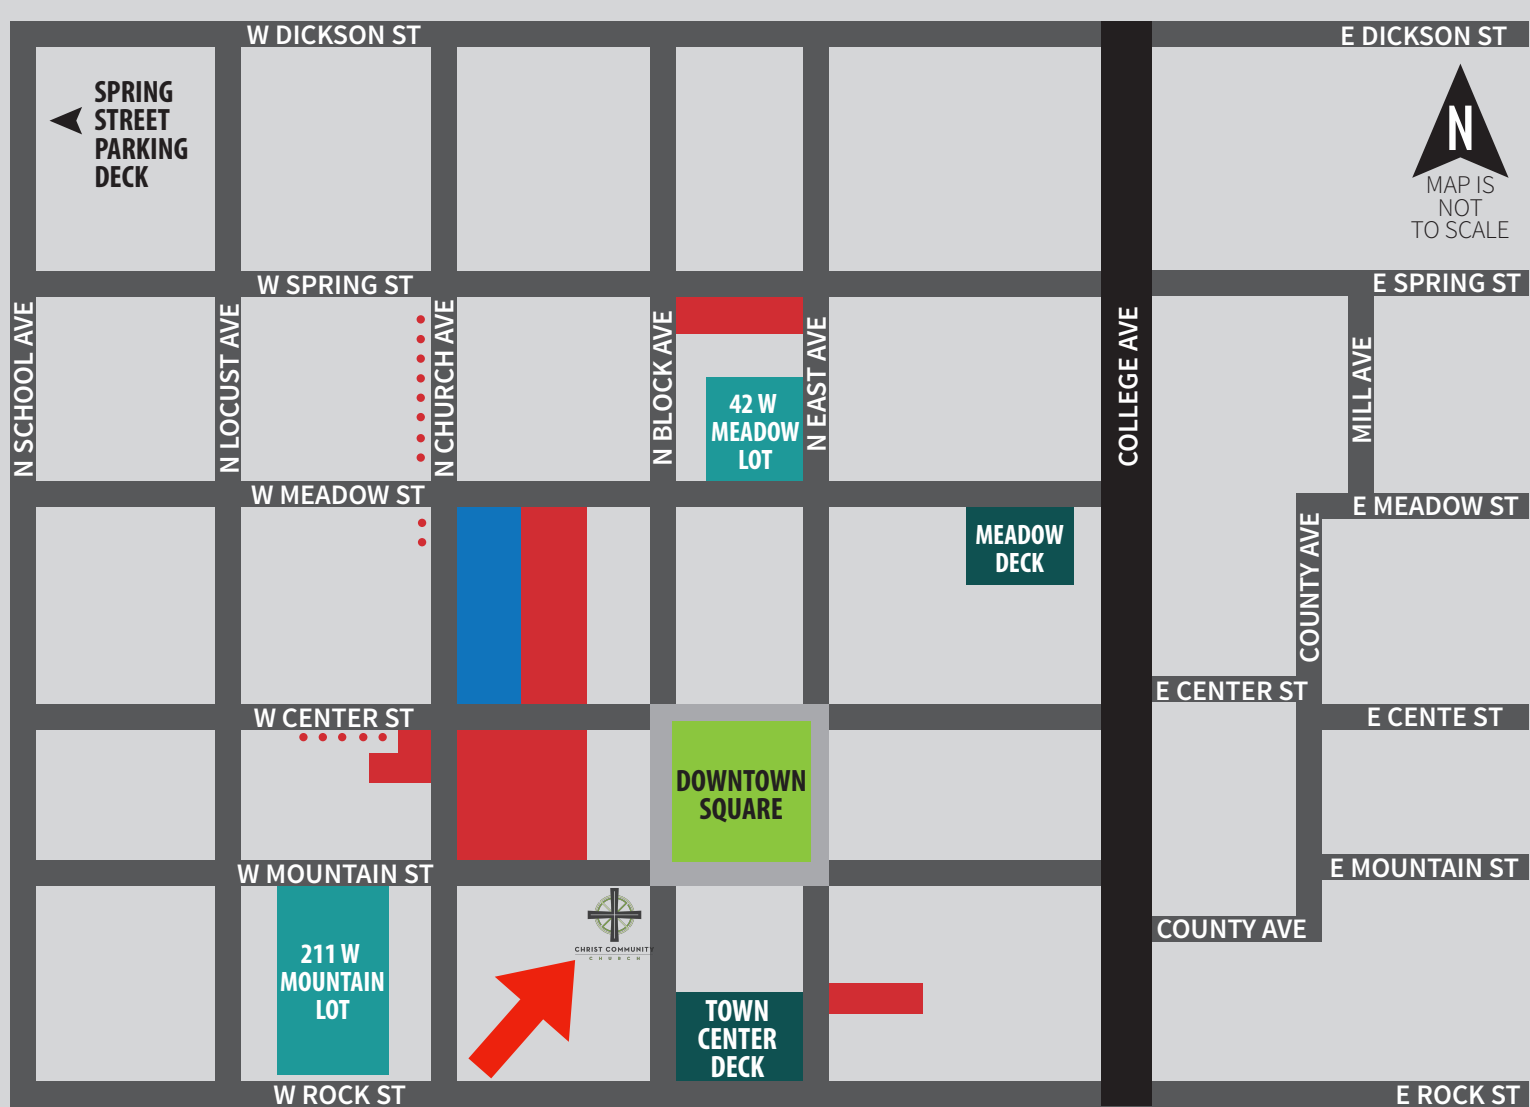 W DICKSON ST
E DICKSON ST
SPRING
STREET
PARKING
DECK
N
MAP IS
NOT
TO SCALE
W SPRING ST
E SPRING ST
N SCHOOL AVE
N LOCUST AVE
N CHURCH AVE
N BLOCK AVE
N EAST AVE
COLLEGE AVE
MILL AVE
42 W
MEADOW
LOT
W MEADOW ST
E MEADOW ST
MEADOW
DECK
COUNTY AVE
E CENTER ST
W CENTER ST
E CENTE ST
DOWNTOWN
SQUARE
W MOUNTAIN ST
E MOUNTAIN ST
CHRIST COMMUNITY
CHURCH
COUNTY AVE
211 W
MOUNTAIN
LOT
TOWN
CENTER
DECK
W ROCK ST
E ROCK ST